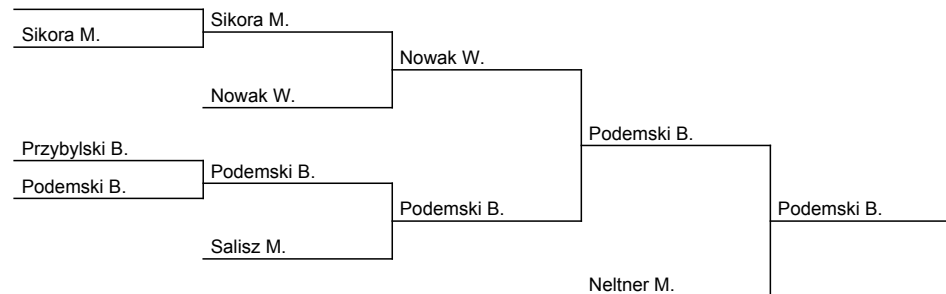 Sikora M.
Sikora M.
Nowak W.
Nowak W.
Przybylski B.
Podemski B.
Podemski B.
Podemski B.
Salisz M.
Podemski B.
Podemski B.
Neltner M.